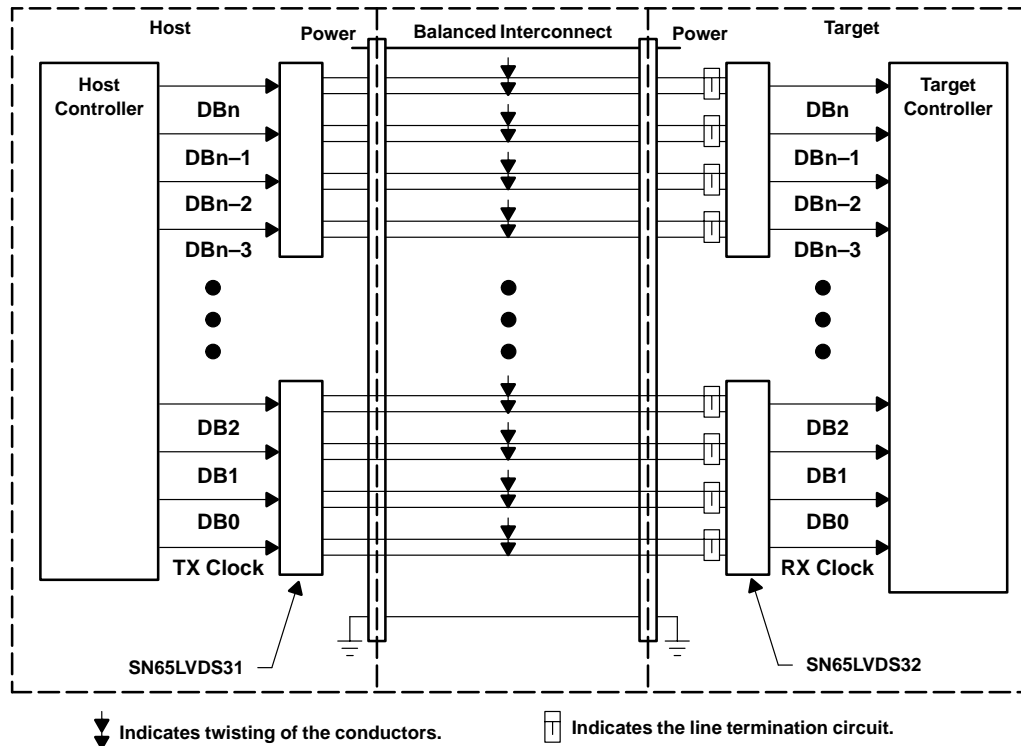 Host
Power
Balanced Interconnect
Power
Target
Host
Controller
Target
Controller
DBn
DBn
DBn–1
DBn–1
DBn–2
DBn–2
DBn–3
DBn–3
DB2
DB2
DB1
DB1
DB0
DB0
TX Clock
RX Clock
T
T
T
T
T
T
T
T
SN65LVDS31
SN65LVDS32
Indicates twisting of the conductors.
T
Indicates the line termination circuit.